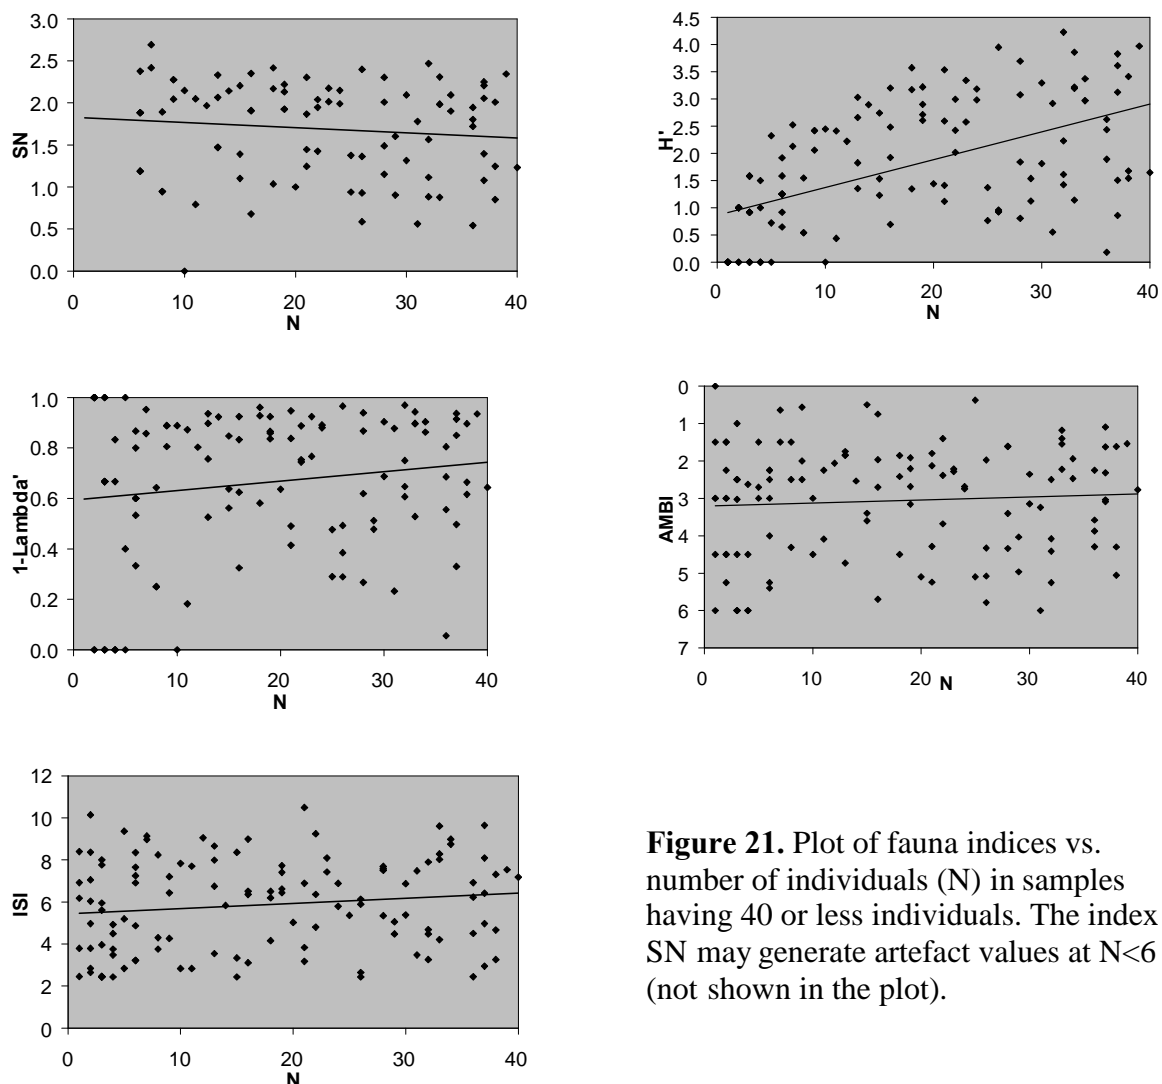 3.0
2.5
2.0
1.5
1.0
0.5
0.0
SN
0 10 20 30 40
N
4.5
4.0
3.5
3.0
2.5
2.0
1.5
1.0
0.5
0.0
H'
0 10 20 30 40
N
1.0
0.8
0.6
0.4
0.2
0.0
1-Lambda'
0 10 20 30 40
N
0
1
2
3
4
5
6
7
AMBI
0 10 20 30 40
N
12
10
8
6
4
2
0
ISI
0 10 20 30 40
N
Figure 21. Plot of fauna indices vs.
number of individuals (N) in samples
having 40 or less individuals. The index
SN may generate artefact values at N<6
(not shown in the plot).